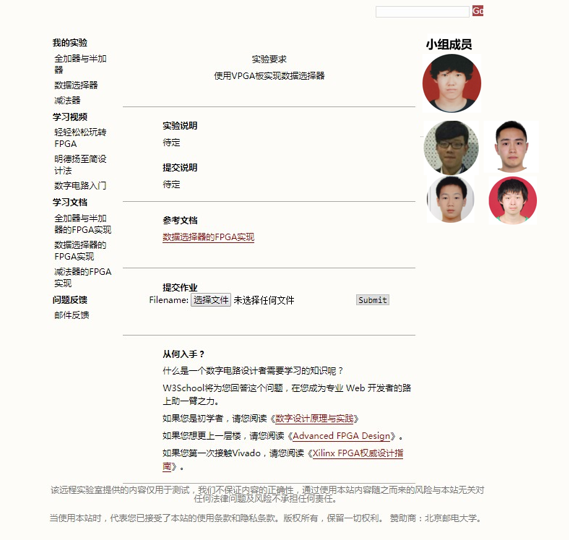 Go
我的实验
全加器与半加
器
数据选择器
减法器
学习视频
轻轻松松玩转
FPGA
明德扬至简设
计法
数字电路入门
学习文档
全加器与半加
器的FPGA实现
数据选择器的
FPGA实现
减法器的FPGA
实现
问题反馈
邮件反馈
实验要求
使用VPGA板实现数据选择器
实验说明
待定
提交说明
待定
参考文档
数据选择器的FPGA实现
提交作业
Filename: 选择文件 未选择任何文件 Submit
从何入手？
什么是一个数字电路设计者需要学习的知识呢？
W3School将为您回答这个问题，在您成为专业 Web 开发者的路
上助一臂之力。
如果您是初学者，请您阅读《数字设计原理与实践》
如果您想更上一层楼，请您阅读《Advanced FPGA Design》。
如果您第一次接触Vivado，请您阅读《Xilinx FPGA权威设计指
南》。
小组成员
该远程实验室提供的内容仅用于测试，我们不保证内容的正确性，通过使用本站内容随之而来的风险与本站无关对
任何法律问题及风险不承担任何责任。
当使用本站时，代表您已接受了本站的使用条款和隐私条款。版权所有，保留一切权利。 赞助商：北京邮电大学。